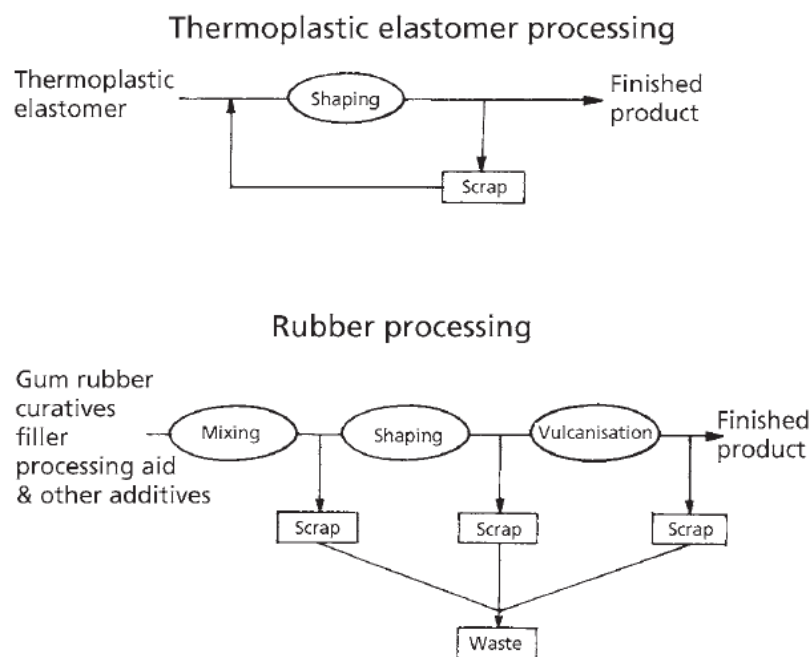 Thermoplastic elastomer processing
Thermoplastic
elastomer
Shaping
Finished
product
Scrap
Rubber processing
Gum rubber
curatives
filler
processing aid
& other additives
Mixing
Shaping
Vulcanisation
Finished
product
Scrap
Scrap
Scrap
Waste